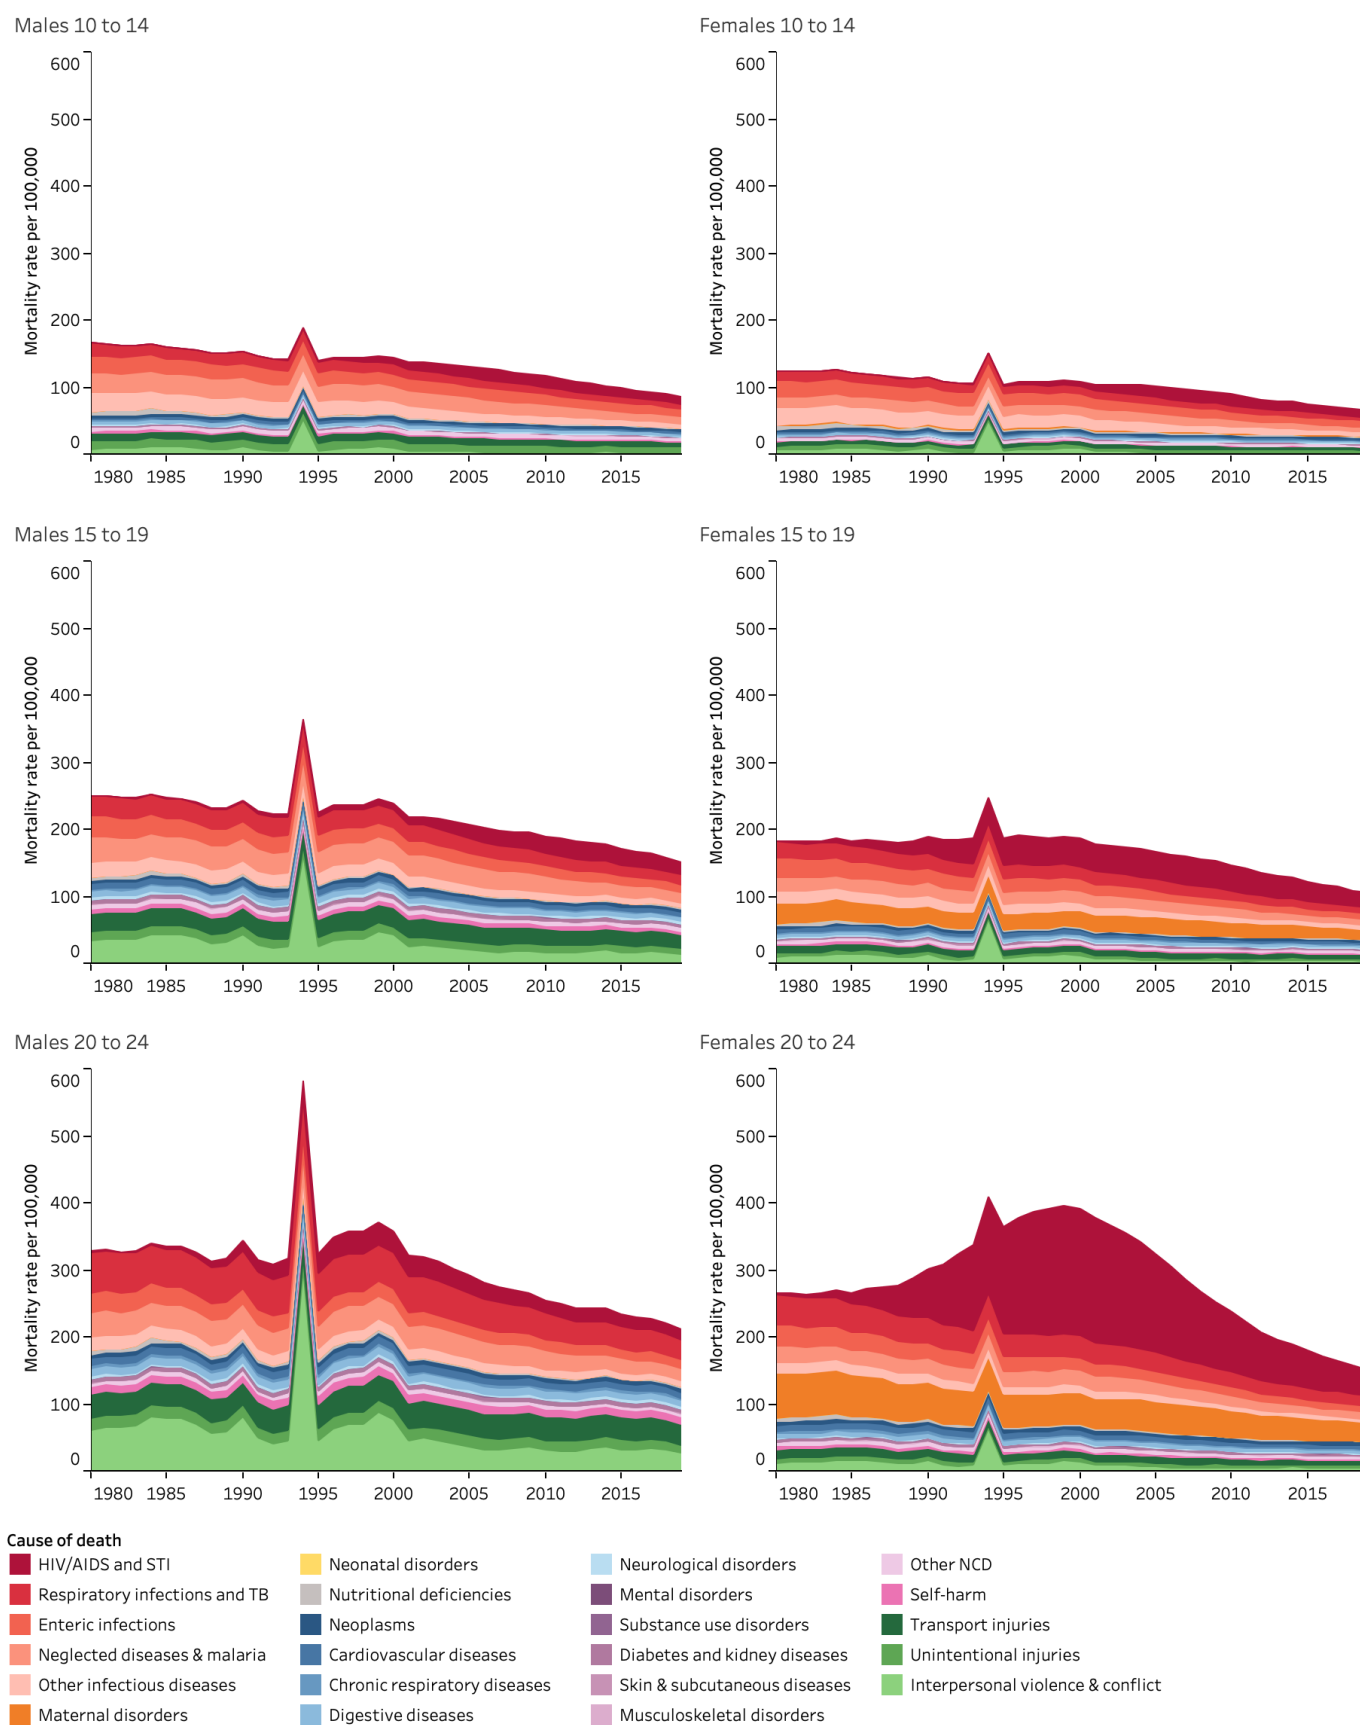 Males 10 to 14
Females 10 to 14
Mortality rate per 100,000
600
500
400
300
200
100
0
1980 1985 1990 1995 2000 2005 2010 2015
Mortality rate per 100,000
600
500
400
300
200
100
0
1980 1985 1990 1995 2000 2005 2010 2015
Males 15 to 19
Females 15 to 19
Mortality rate per 100,000
600
500
400
300
200
100
0
1980 1985 1990 1995 2000 2005 2010 2015
Mortality rate per 100,000
600
500
400
300
200
100
0
1980 1985 1990 1995 2000 2005 2010 2015
Males 20 to 24
Females 20 to 24
Mortality rate per 100,000
600
500
400
300
200
100
0
1980 1985 1990 1995 2000 2005 2010 2015
Mortality rate per 100,000
600
500
400
300
200
100
0
1980 1985 1990 1995 2000 2005 2010 2015
Cause of death
HIV/AIDS and STI
Respiratory infections and TB
Enteric infections
Neglected diseases & malaria
Other infectious diseases
Maternal disorders
Neonatal disorders
Nutritional deficiencies
Neoplasms
Cardiovascular diseases
Chronic respiratory diseases
Digestive diseases
Neurological disorders
Mental disorders
Substance use disorders
Diabetes and kidney diseases
Skin & subcutaneous diseases
Musculoskeletal disorders
Other NCD
Self-harm
Transport injuries
Unintentional injuries
Interpersonal violence & conflict